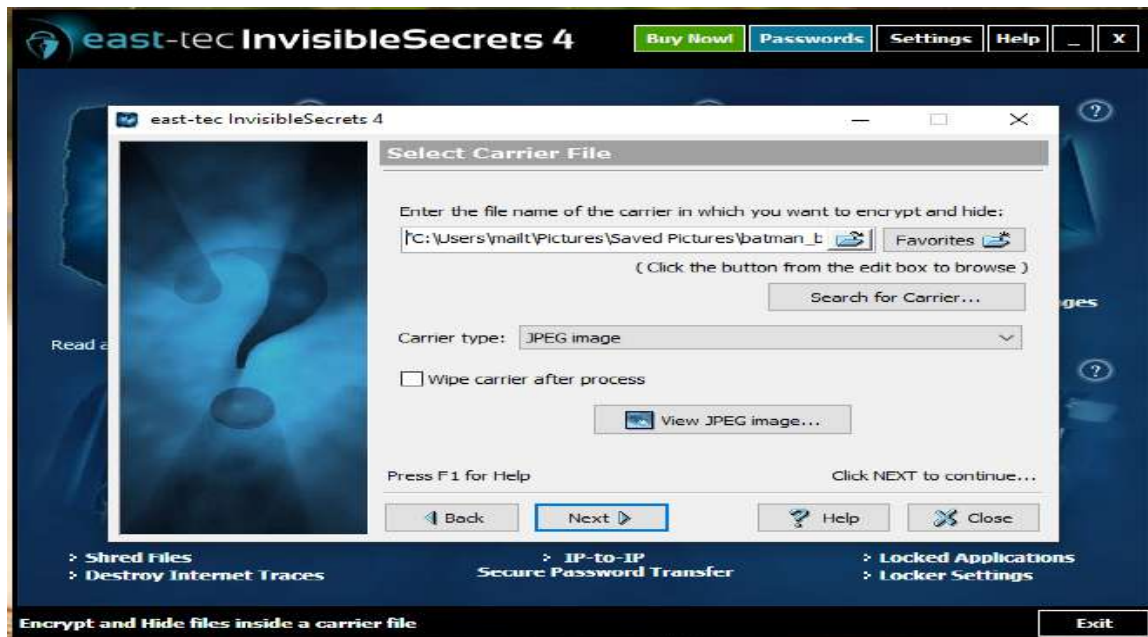 east-tec InvisibleSecrets 4
Buy Now! Passwords Settings Help _ X
east-tec InvisibleSecrets 4
Select Carrier File
Enter the file name of the carrier in which you want to encrypt and hide:
"C:\Users\mailt\Pictures\Saved Pictures\batman_b
Favorites
( Click the button from the edit box to browse )
Search for Carrier...
Carrier type: JPEG image
Wipe carrier after process
View JPEG image...
Press F1 for Help
Click NEXT to continue...
Back Next Help Close
Read a
ges
> Shred Files
> Destroy Internet Traces
> IP-to-IP
Secure Password Transfer
> Locked Applications
> Locker Settings
Encrypt and Hide files inside a carrier file
Exit